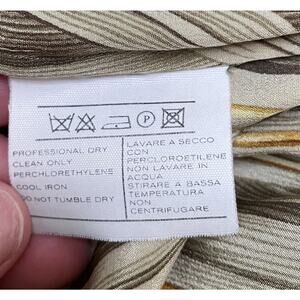 P
PROFESSIONAL DRY
CLEAN ONLY
PERCHLORETHYLENE
COOL IRON
DO NOT TUMBLE DRY
LAVARE A SECCO
CON
PERCLOROETILENE
NON LAVARE IN
ACQUA
STIRARE A BASSA
TEMPERATURA
NON
CENTRIFUGARE